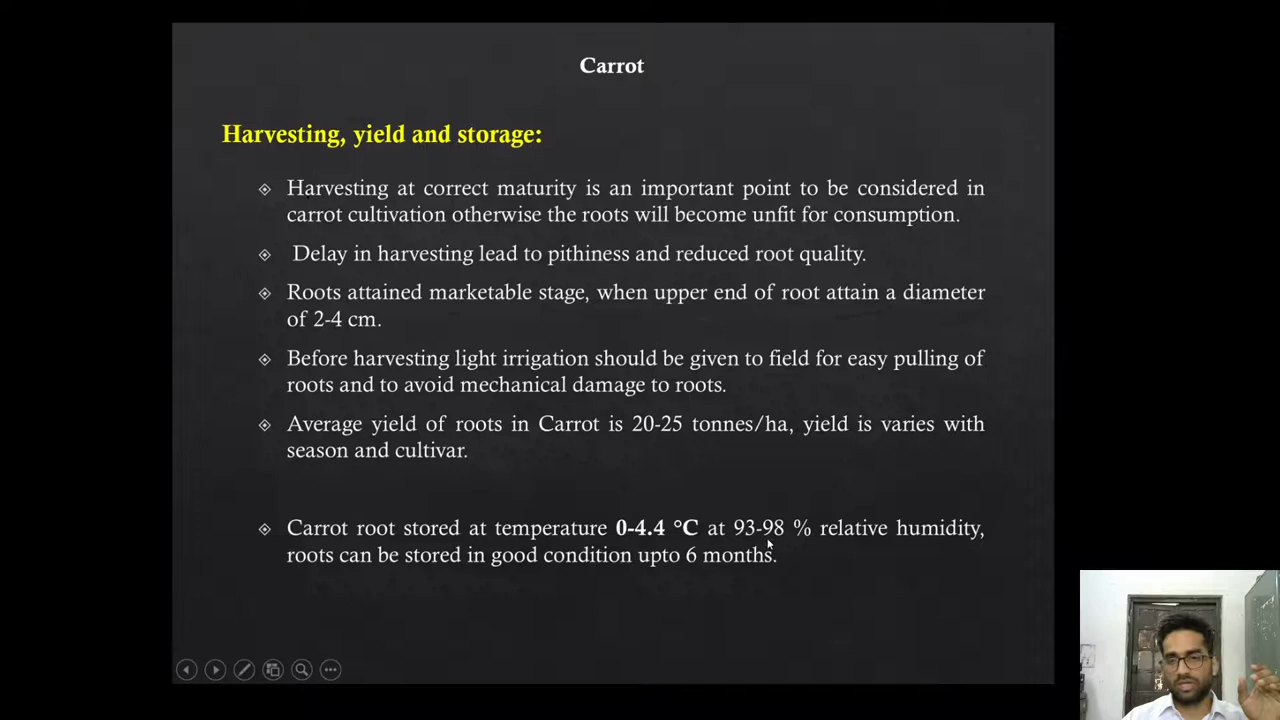 Carrot
Harvesting, yield and storage:
Harvesting at correct maturity is an important point to be considered in
carrot cultivation otherwise the roots will become unfit for consumption.
Delay in harvesting lead to pithiness and reduced root quality.
Roots attained marketable stage, when upper end of root attain a diameter
of 2-4 cm.
Before harvesting light irrigation should be given to field for easy pulling of
roots and to avoid mechanical damage to roots.
Average yield of roots in Carrot is 20-25 tonnes/ha, yield is varies with
season and cultivar.
Carrot root stored at temperature 0-4.4 °C at 93-98 % relative humidity,
roots can be stored in good condition upto 6 months.